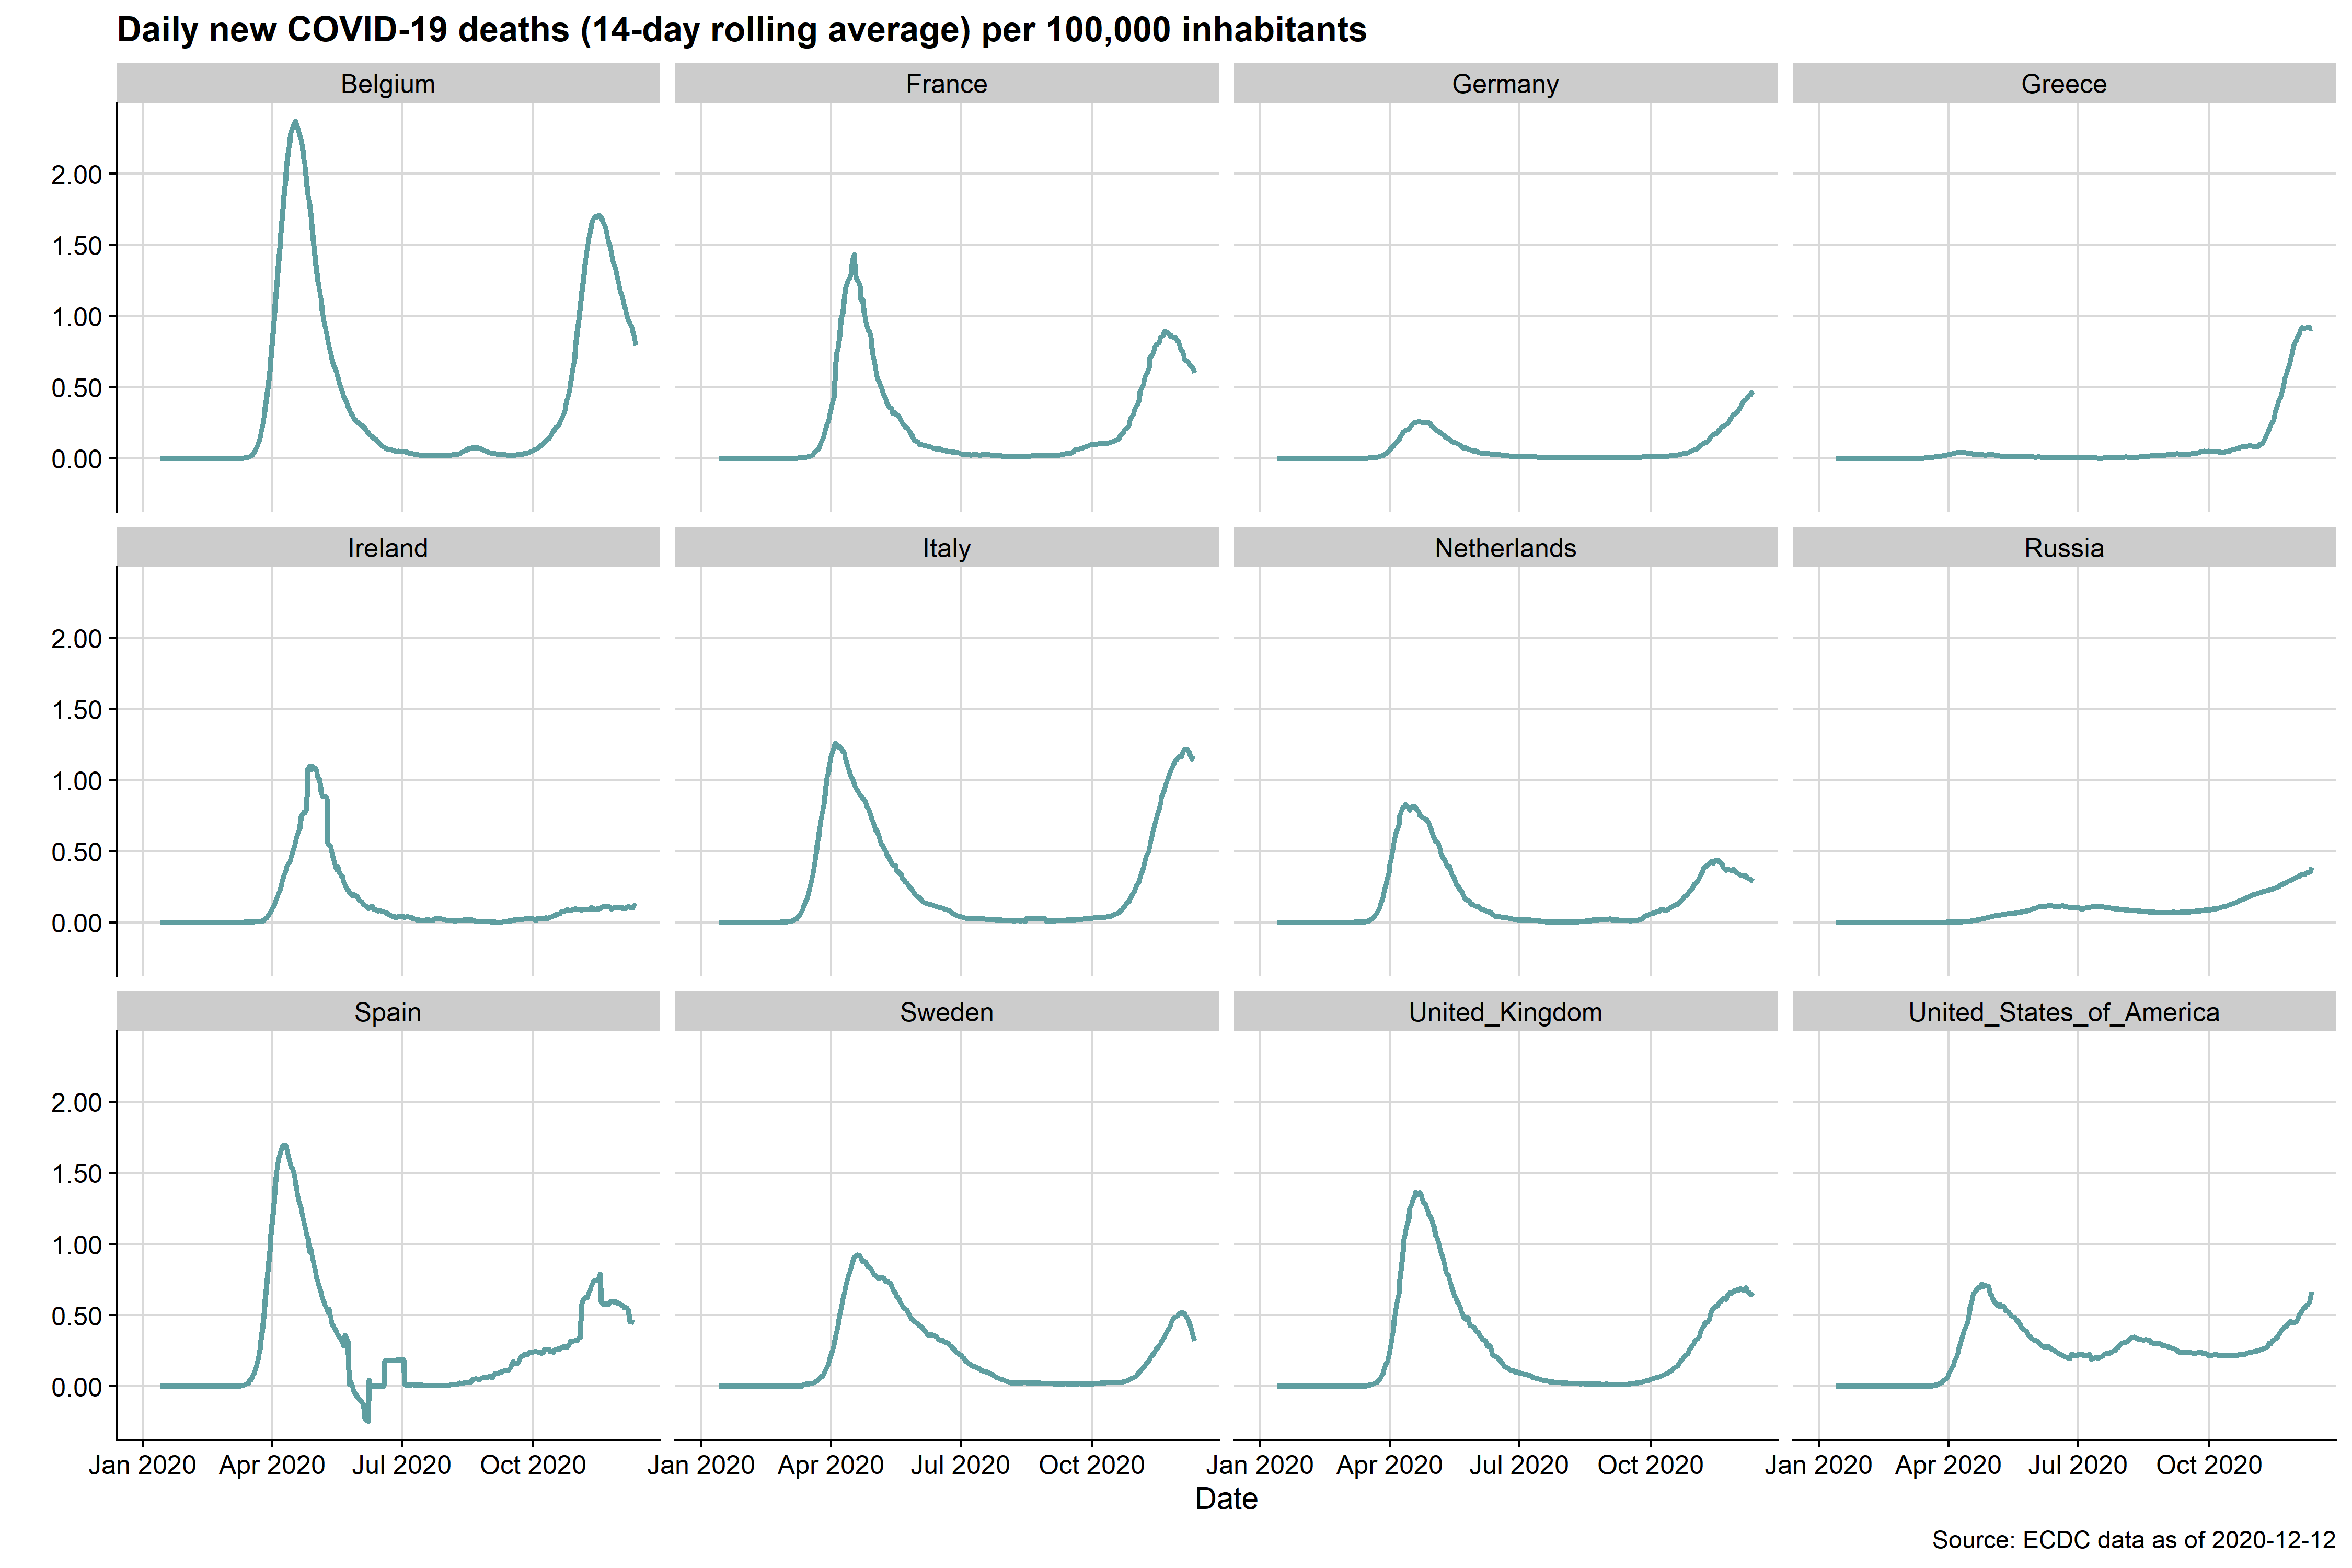 Daily new COVID-19 deaths (14-day rolling average) per 100,000 inhabitants
Belgium France Germany Greece
2.00
1.50
1.00
0.50
0.00
Ireland Italy Netherlands Russia
2.00
1.50
1.00
0.50
0.00
Spain Sweden United_Kingdom United_States_of_America
2.00
1.50
1.00
0.50
0.00
Jan 2020 Apr 2020 Jul 2020 Oct 2020 Jan 2020 Apr 2020 Jul 2020 Oct 2020 Jan 2020 Apr 2020 Jul 2020 Oct 2020 Jan 2020 Apr 2020 Jul 2020 Oct 2020
Date
Source: ECDC data as of 2020-12-12